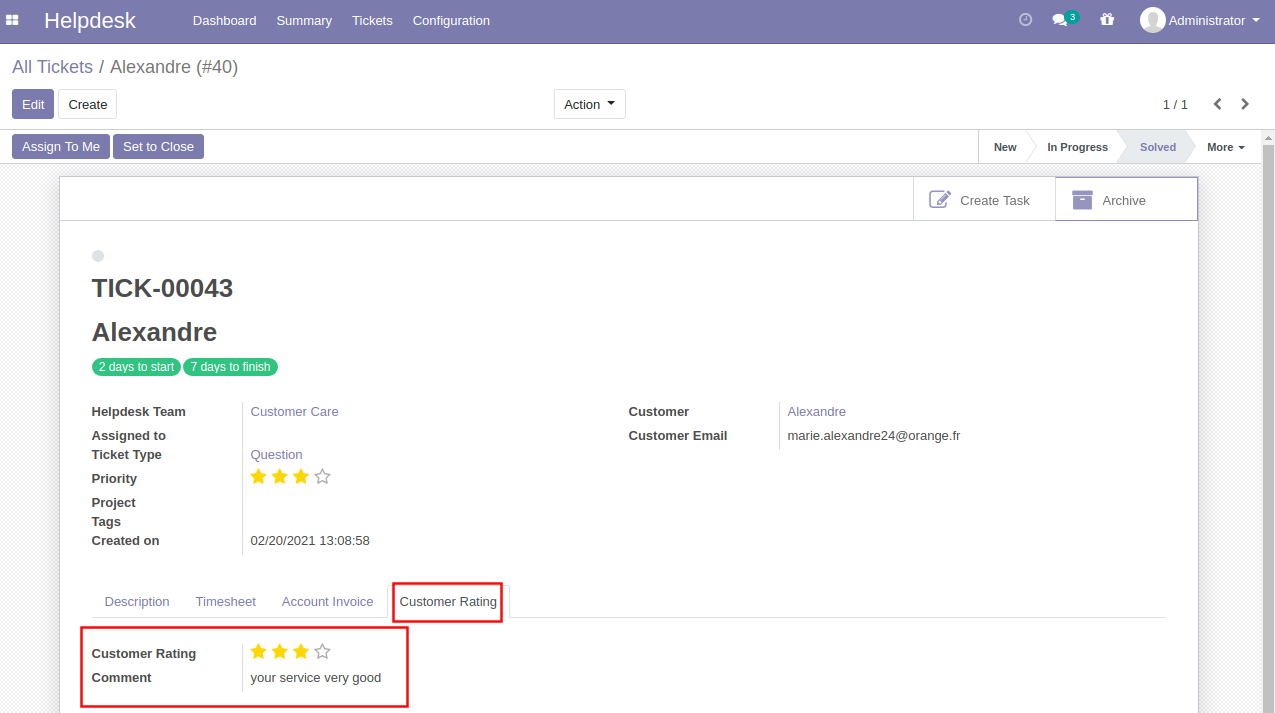 Helpdesk Dashboard Summary Tickets Configuration 3 Administrator
All Tickets / Alexandre (#40)
Edit Create Action 1 / 1
Assign To Me Set to Close New In Progress Solved More
Create Task Archive
TICK-00043
Alexandre
2 days to start 7 days to finish
Helpdesk Team Customer Care Customer Alexandre
Assigned to Customer Email marie.alexandre24@orange.fr
Ticket Type Question
Priority
Project
Tags
Created on 02/20/2021 13:08:58
Description Timesheet Account Invoice Customer Rating
Customer Rating
Comment your service very good